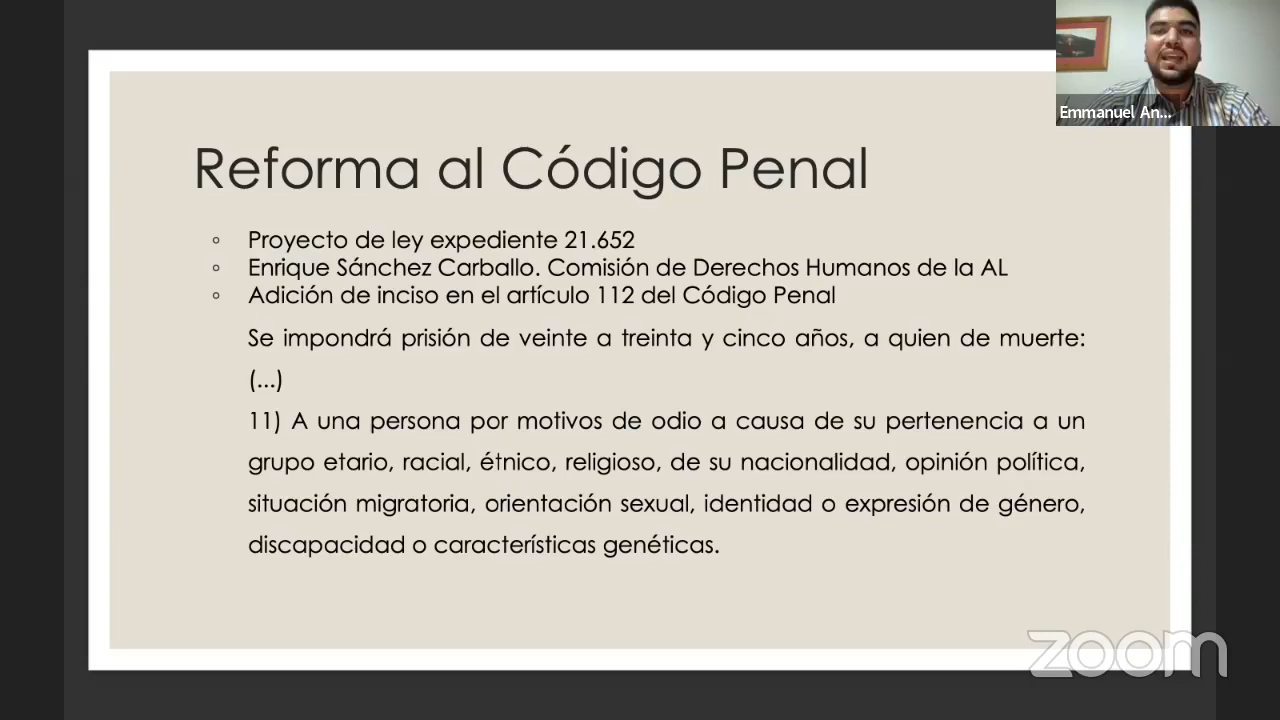 Emmanuel An...
Reforma al Código Penal
◦ Proyecto de ley expediente 21.652
◦ Enrique Sánchez Carballo. Comisión de Derechos Humanos de la AL
◦ Adición de inciso en el artículo 112 del Código Penal
Se impondrá prisión de veinte a treinta y cinco años, a quien de muerte:
(...)
11) A una persona por motivos de odio a causa de su pertenencia a un
grupo etario, racial, étnico, religioso, de su nacionalidad, opinión política,
situación migratoria, orientación sexual, identidad o expresión de género,
discapacidad o características genéticas.
zoom